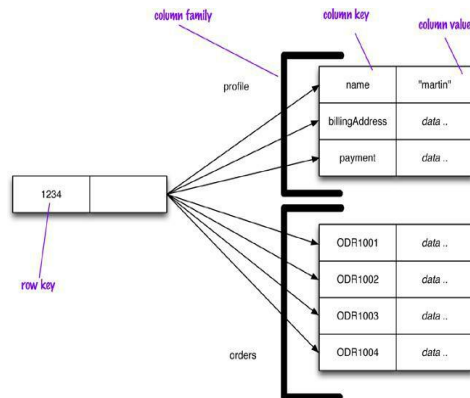 column family
column key
column value
profile
name
"martin"
billingAddress
data ..
payment
data ..
1234
row key
ODR1001
data ..
ODR1002
data ..
ODR1003
data ..
ODR1004
data ..
orders